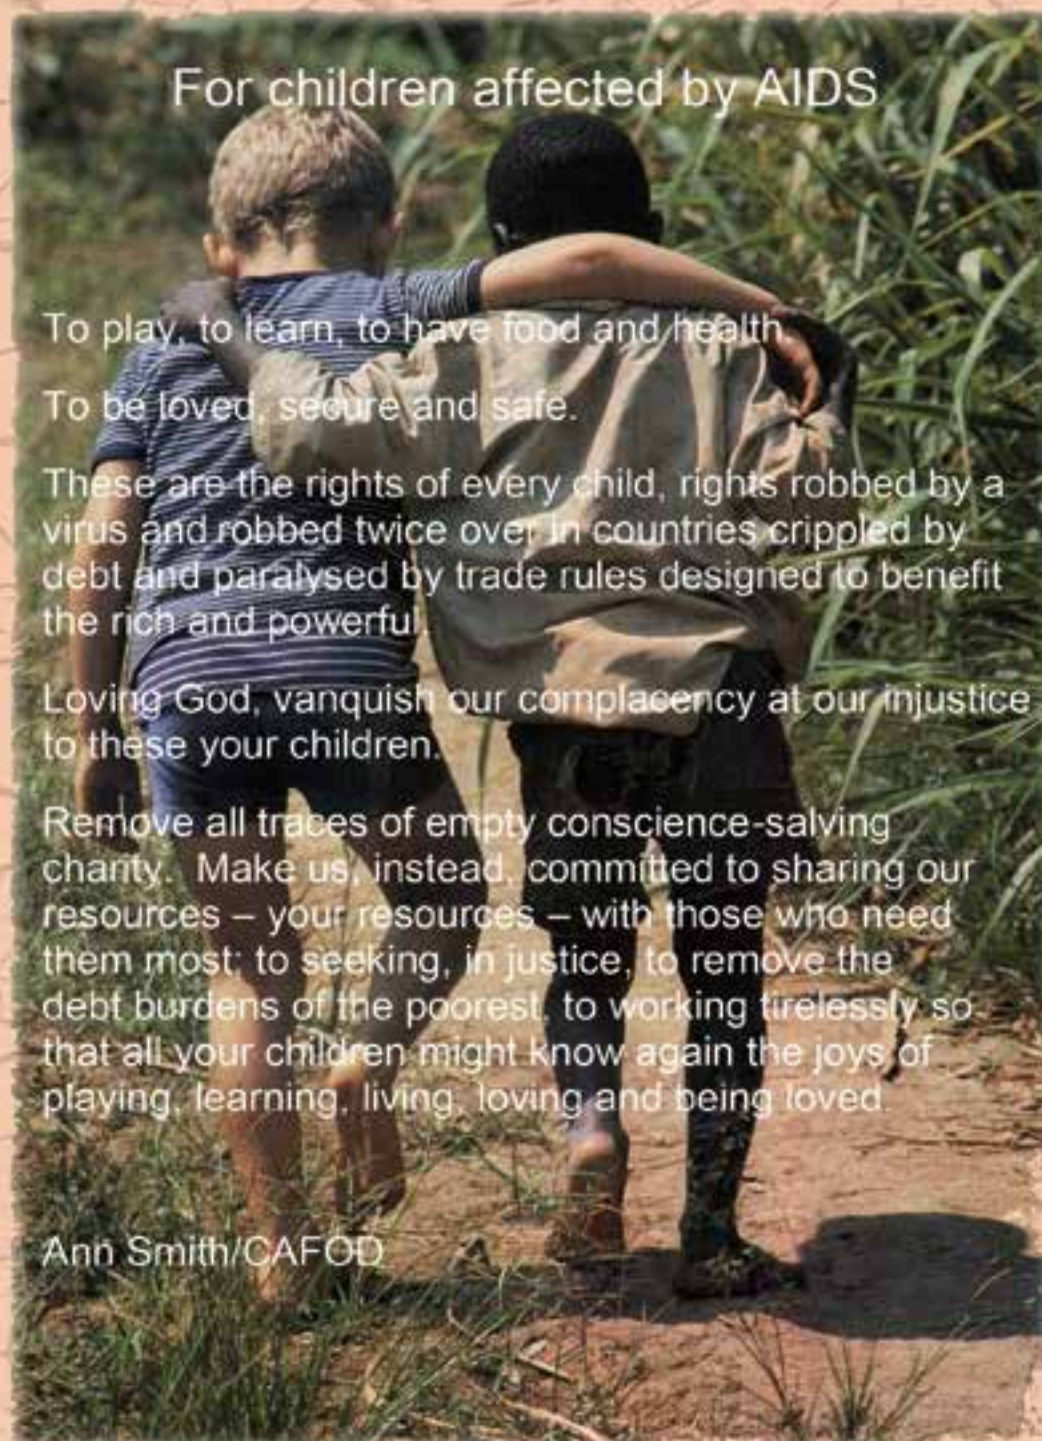 For children affected by AIDS
To play, to learn, to have food and health
To be loved, secure and safe.
These are the rights of every child, rights robbed by a
virus and robbed twice over in countries crippled by
debt and paralysed by trade rules designed to benefit
the rich and powerful.
Loving God, vanquish our complacency at our injustice
to these your children.
Remove all traces of empty conscience-salving
charity.  Make us, instead, committed to sharing our
resources – your resources – with those who need
them most: to seeking, in justice, to remove the
debt burdens of the poorest, to working tirelessly so
that all your children might know again the joys of
playing, learning, living, loving and being loved.
Ann Smith/CAFOD